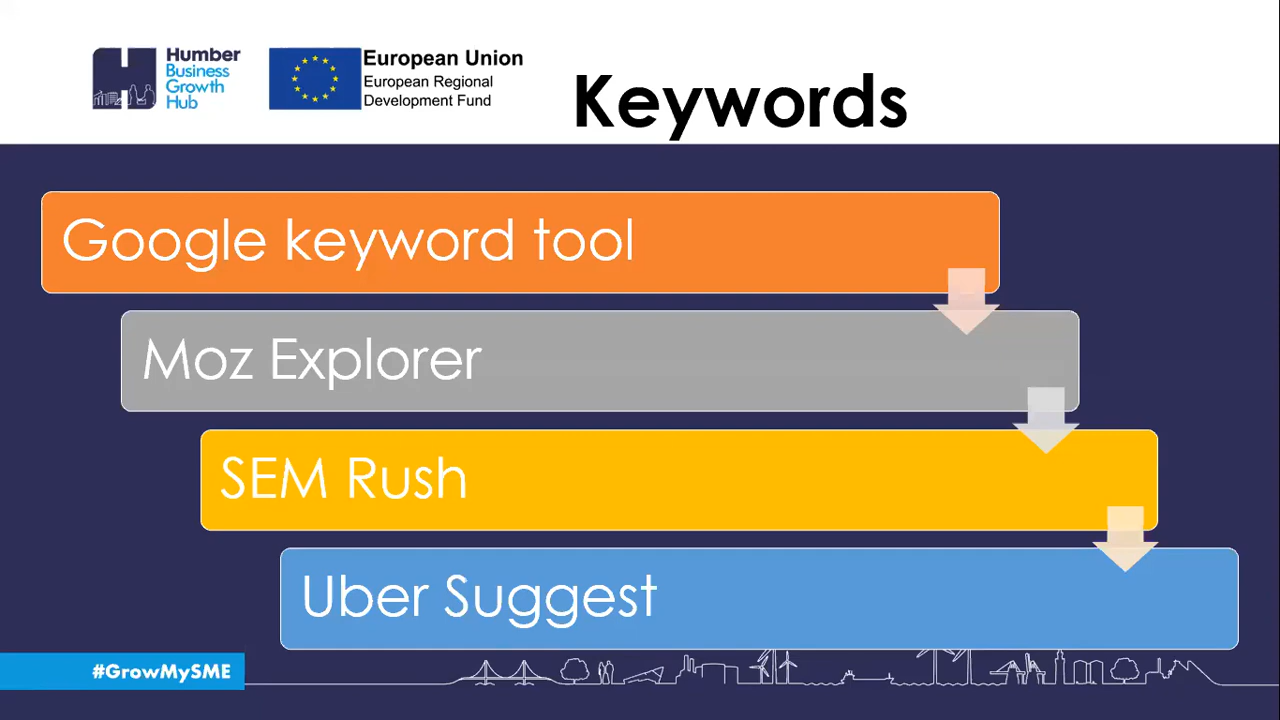 Humber
Business
Growth
Hub
European Union
European Regional
Development Fund
Keywords
Google keyword tool
Moz Explorer
SEM Rush
Uber Suggest
#GrowMySME